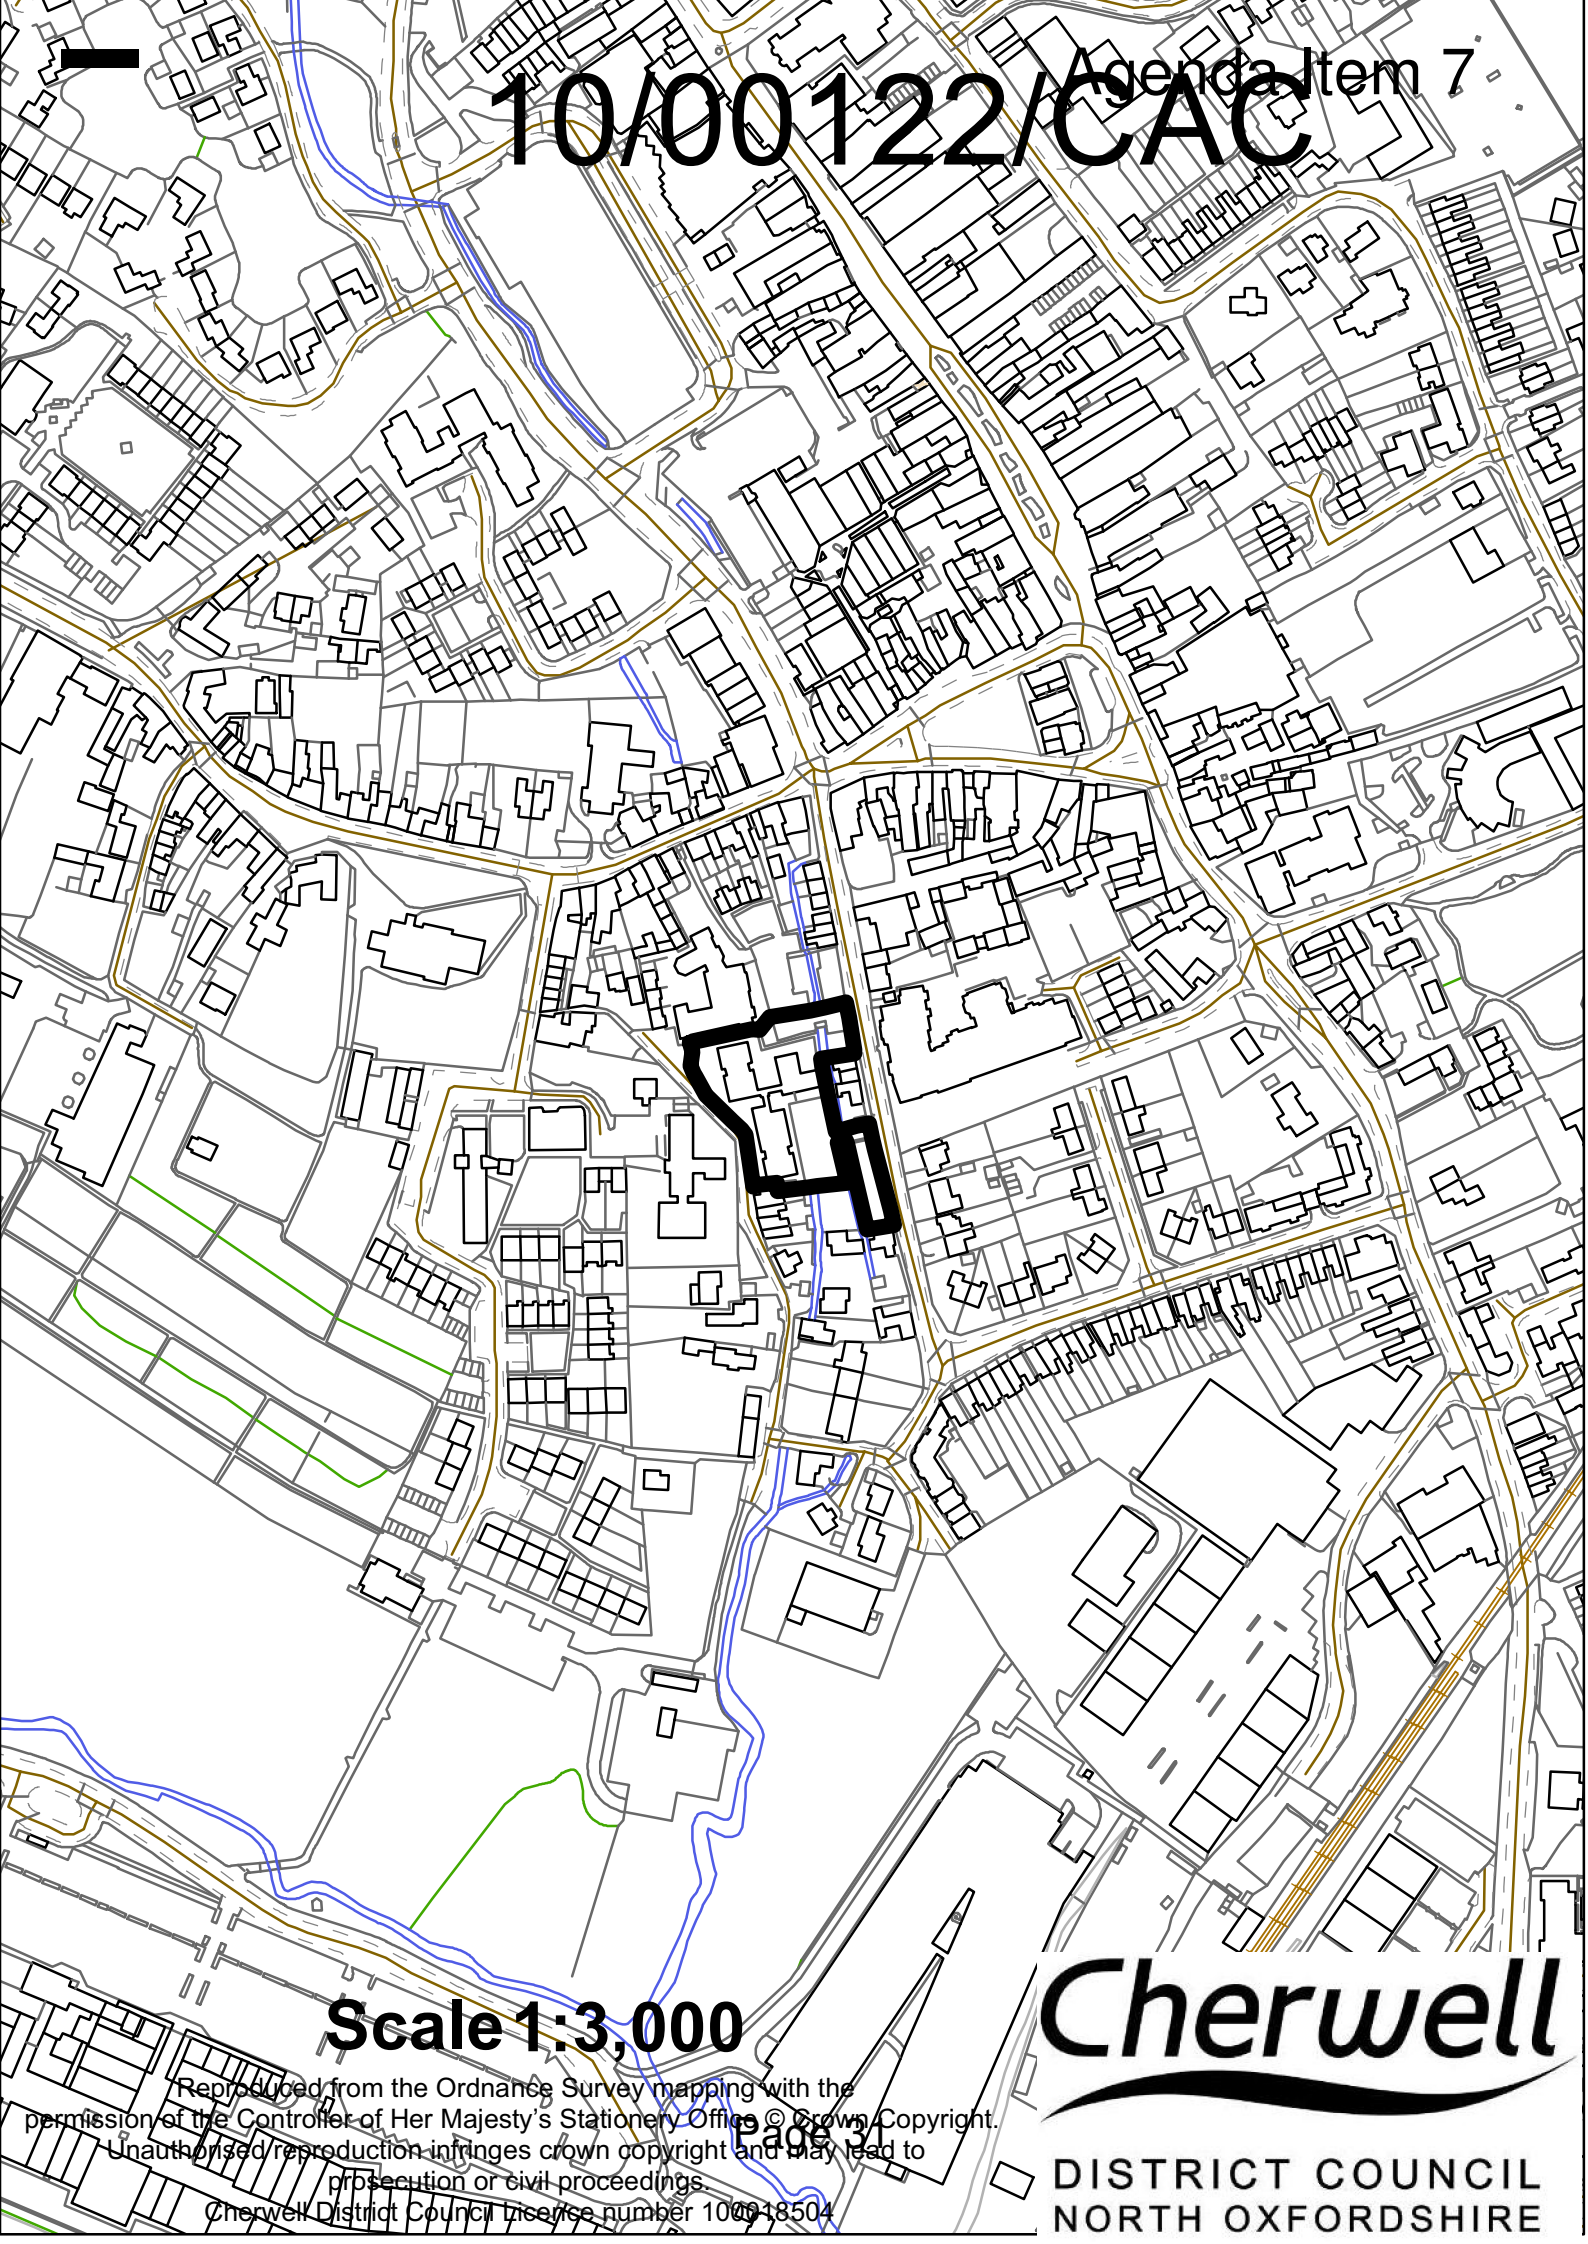 Agenda Item 7
10/00122/CAC
Scale 1:3,000
Reproduced from the Ordnance Survey mapping with the
permission of the Controller of Her Majesty's Stationery Office © Crown Copyright.
Unauthorised reproduction infringes crown copyright and may lead to
prosecution or civil proceedings.
Cherwell District Council Licence number 100018504
Page 31
Cherwell
DISTRICT COUNCIL
NORTH OXFORDSHIRE